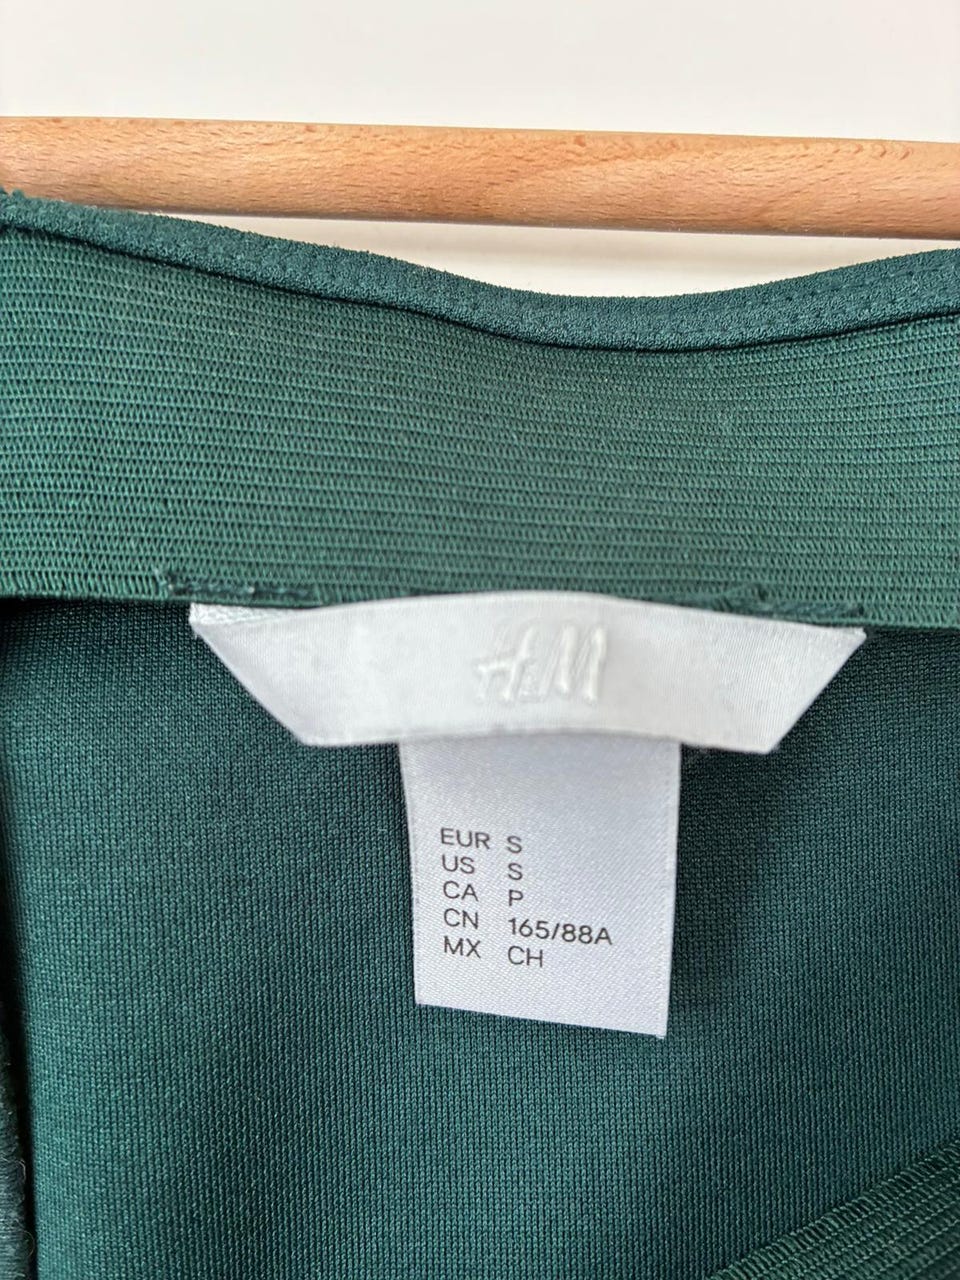 H&M
EUR S
US S
CA P
CN 165/88A
MX CH